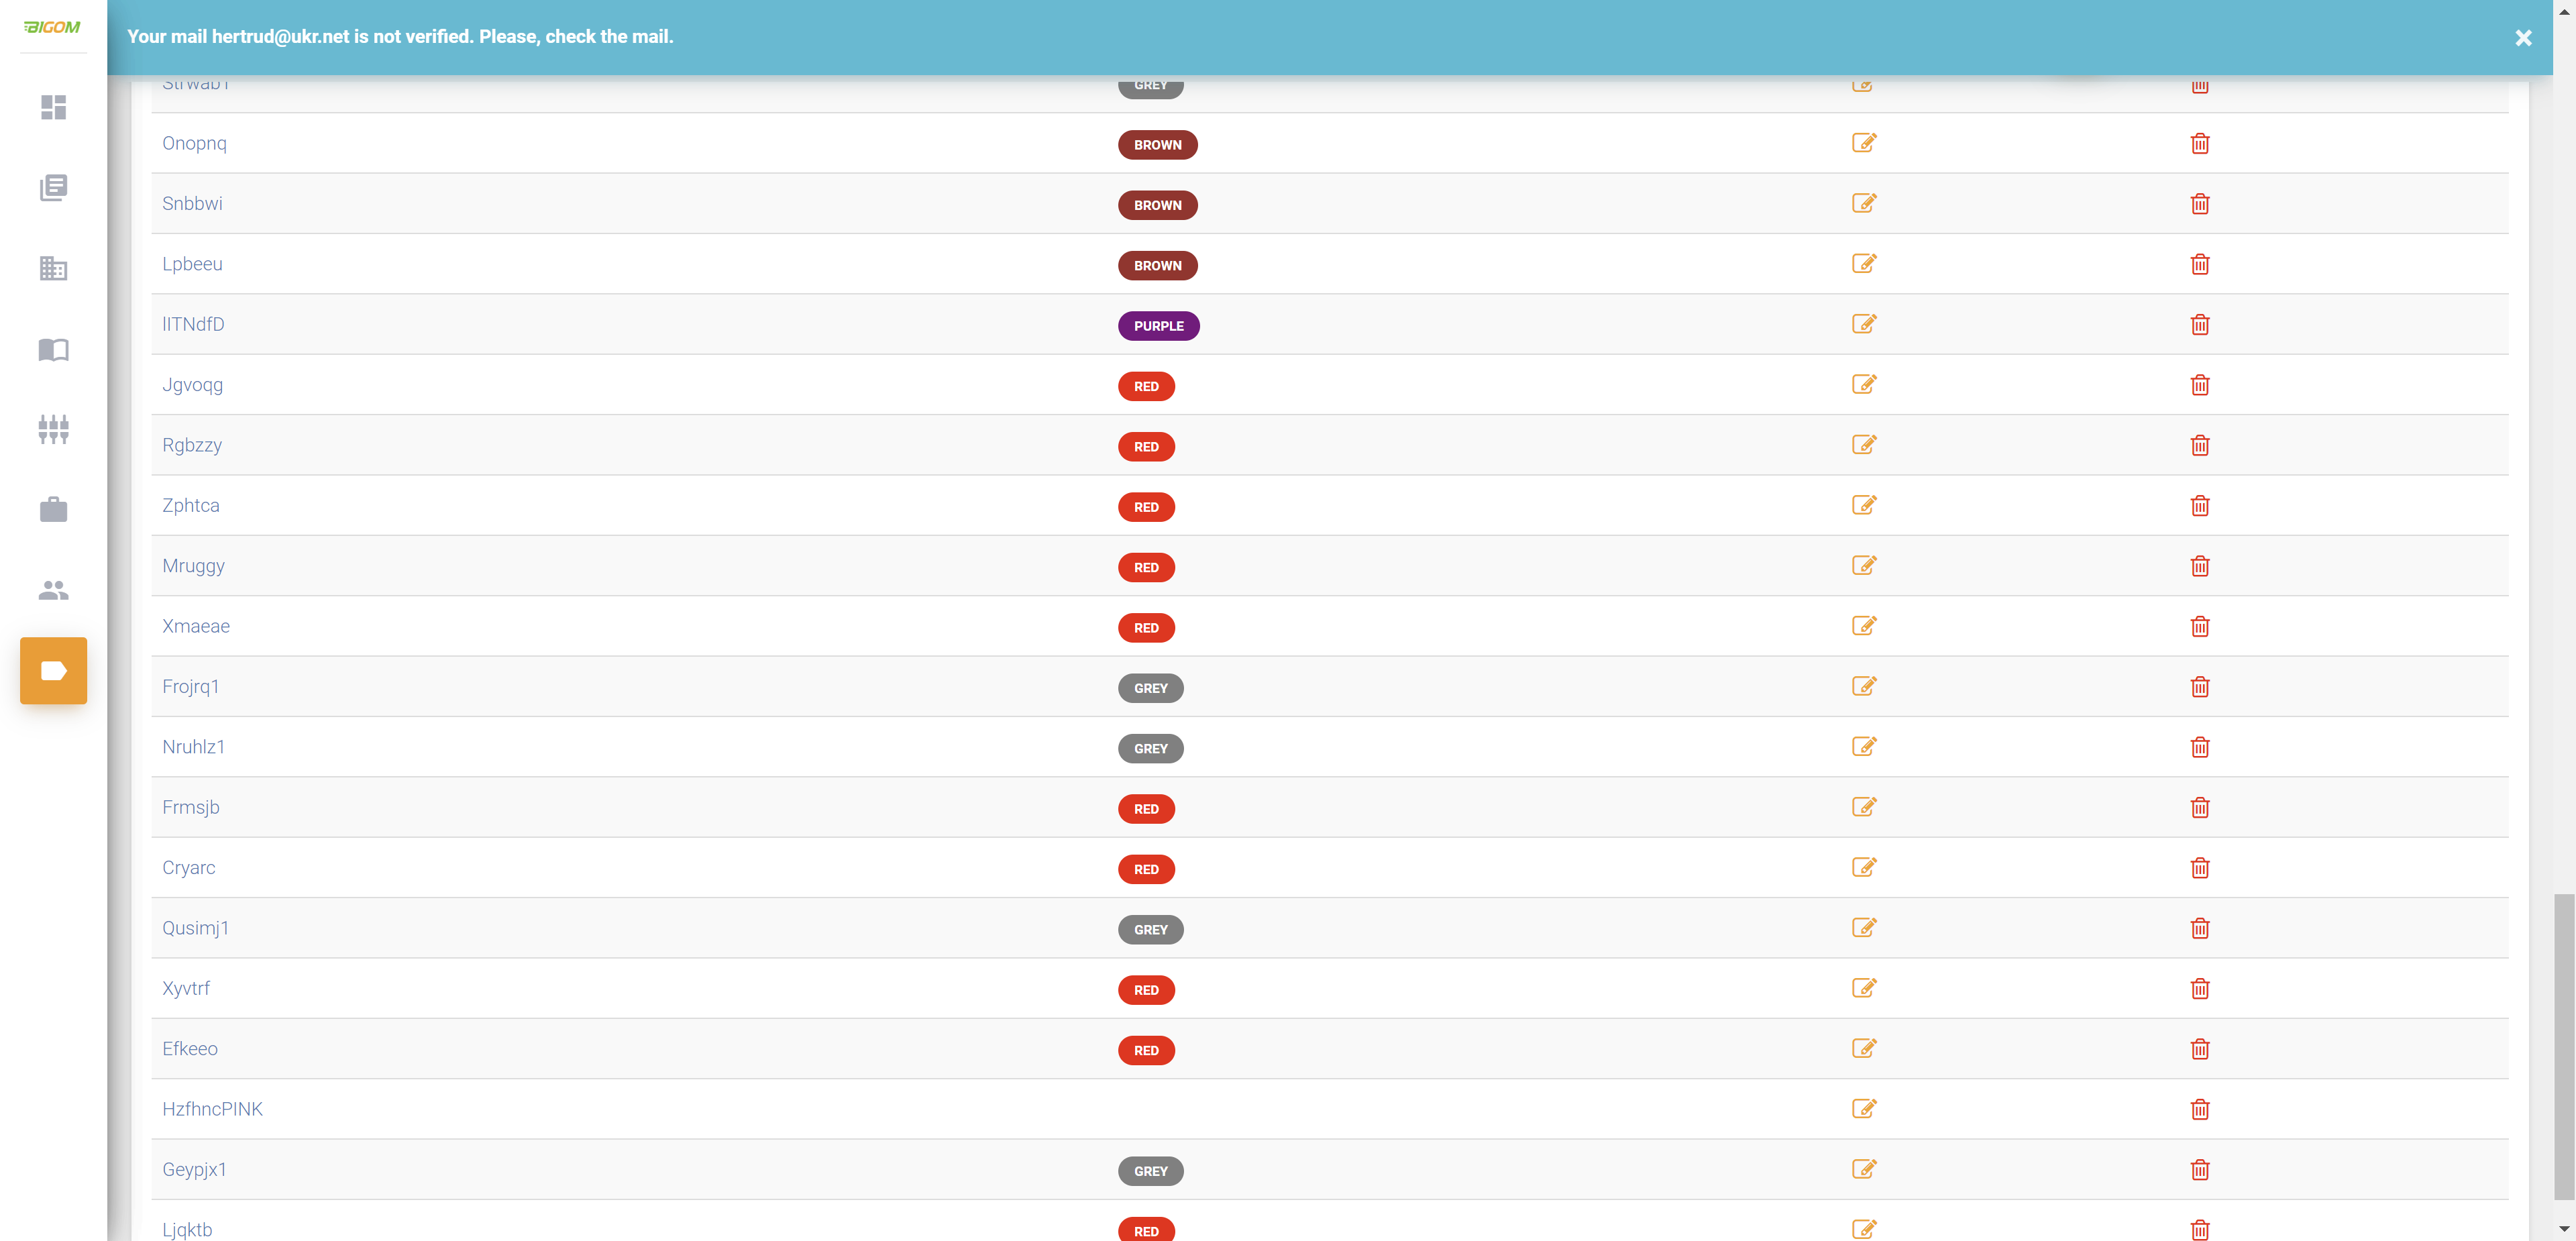 BIGOM
Your mail hertrud@ukr.net is not verified. Please, check the mail.
GREY
Onopnq BROWN
Snbbwi BROWN
Lpbeeu BROWN
PURPLE
Jgvoqg RED
Rgbzzy RED
Zphtca RED
Mruggy RED
Xmaeae RED
Frojrq1 GREY
Nruhlz1 GREY
Frmsjb RED
Cryarc RED
Qusimj1 GREY
Xyvtrf RED
Efkeeo RED
HzfhncPINK
Geypjx1 GREY
Ljqktb RED